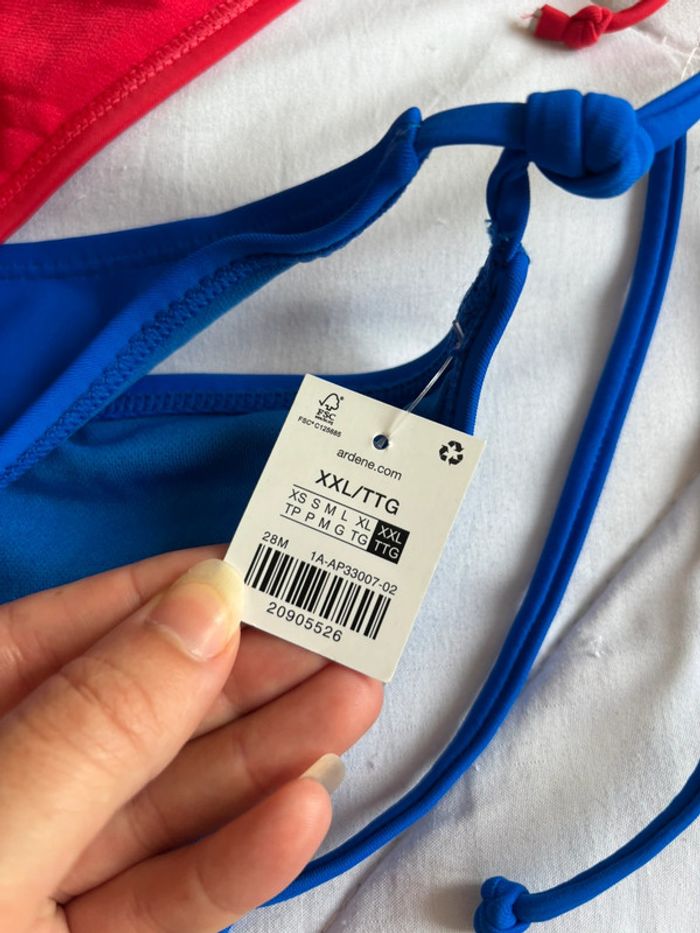 FSC
FSC® C125885
ardene.com
XXL/TTG
XS S M L XL XXL
TP P M G TG TTG
28M 1A-AP33007-02
20905526